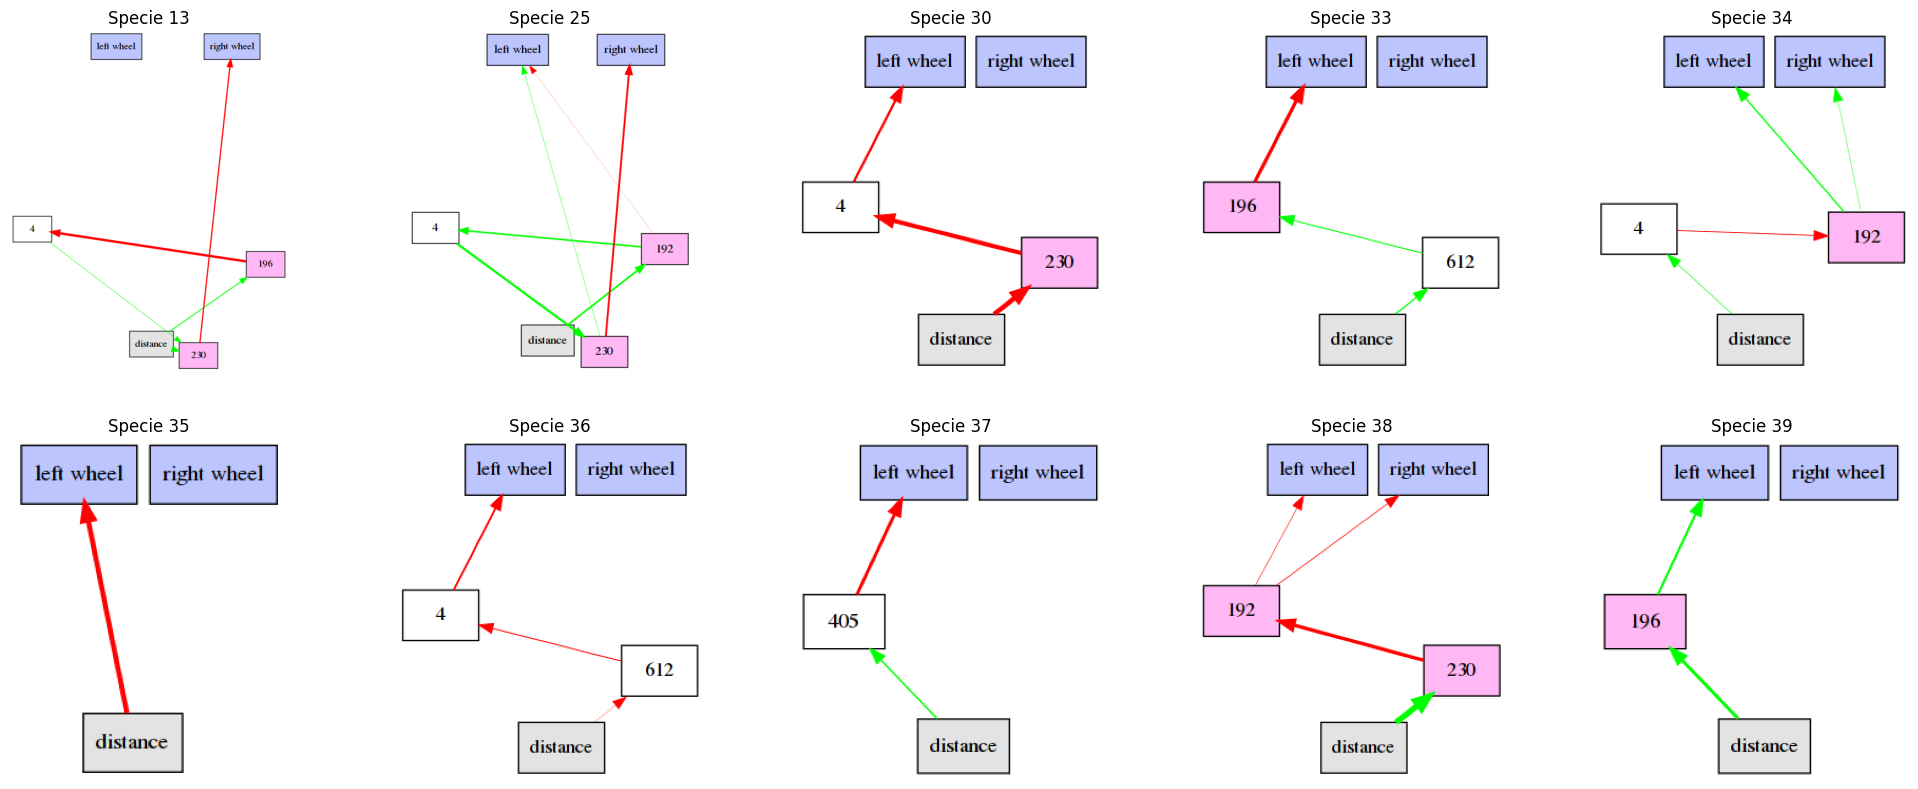 Specie 13
left wheel
right wheel
4
196
distance
230
Specie 25
left wheel
right wheel
4
192
distance
230
Specie 30
left wheel
right wheel
4
230
distance
Specie 33
left wheel
right wheel
196
612
distance
Specie 34
left wheel
right wheel
4
192
distance
Specie 35
left wheel
right wheel
distance
Specie 36
left wheel
right wheel
4
612
distance
Specie 37
left wheel
right wheel
405
distance
Specie 38
left wheel
right wheel
192
230
distance
Specie 39
left wheel
right wheel
196
distance